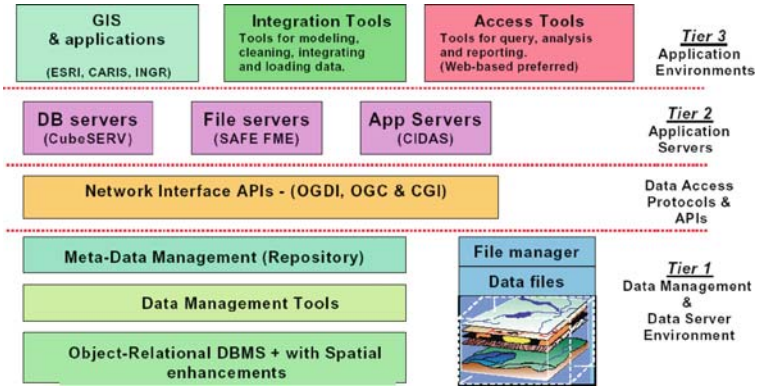 GIS
& applications
(ESRI, CARIS, INGR)
Integration Tools
Tools for modeling,
cleaning, integrating
and loading data.
Access Tools
Tools for query, analysis
and reporting.
(Web-based preferred)
Tier 3
Application
Environments
DB servers
(CubeSERV)
File servers
(SAFE FME)
App Servers
(CIDAS)
Tier 2
Application
Servers
Network Interface APIs - (OGDI, OGC & CGI)
Data Access
Protocols &
APIs
Meta-Data Management (Repository)
Data Management Tools
Object-Relational DBMS + with Spatial
enhancements
File manager
Data files
Tier 1
Data Management
&
Data Server
Environment